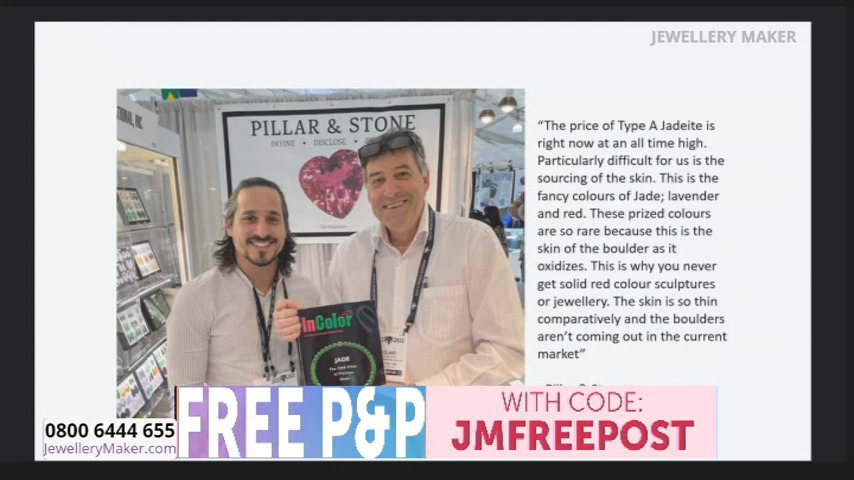 JEWELLERY MAKER
PILLAR & STONE
DEFINE • DISCLOSE •
InColor
JADE
"The price of Type A Jadeite is
right now at an all time high.
Particularly difficult for us is the
sourcing of the skin. This is the
fancy colours of Jade; lavender
and red. These prized colours
are so rare because this is the
skin of the boulder as it
oxidizes. This is why you never
get solid red colour sculptures
or jewellery. The skin is so thin
comparatively and the boulders
aren't coming out in the current
market"
0800 6444 655
JewelleryMaker.com
FREE P&P
WITH CODE:
JMFREEPOST